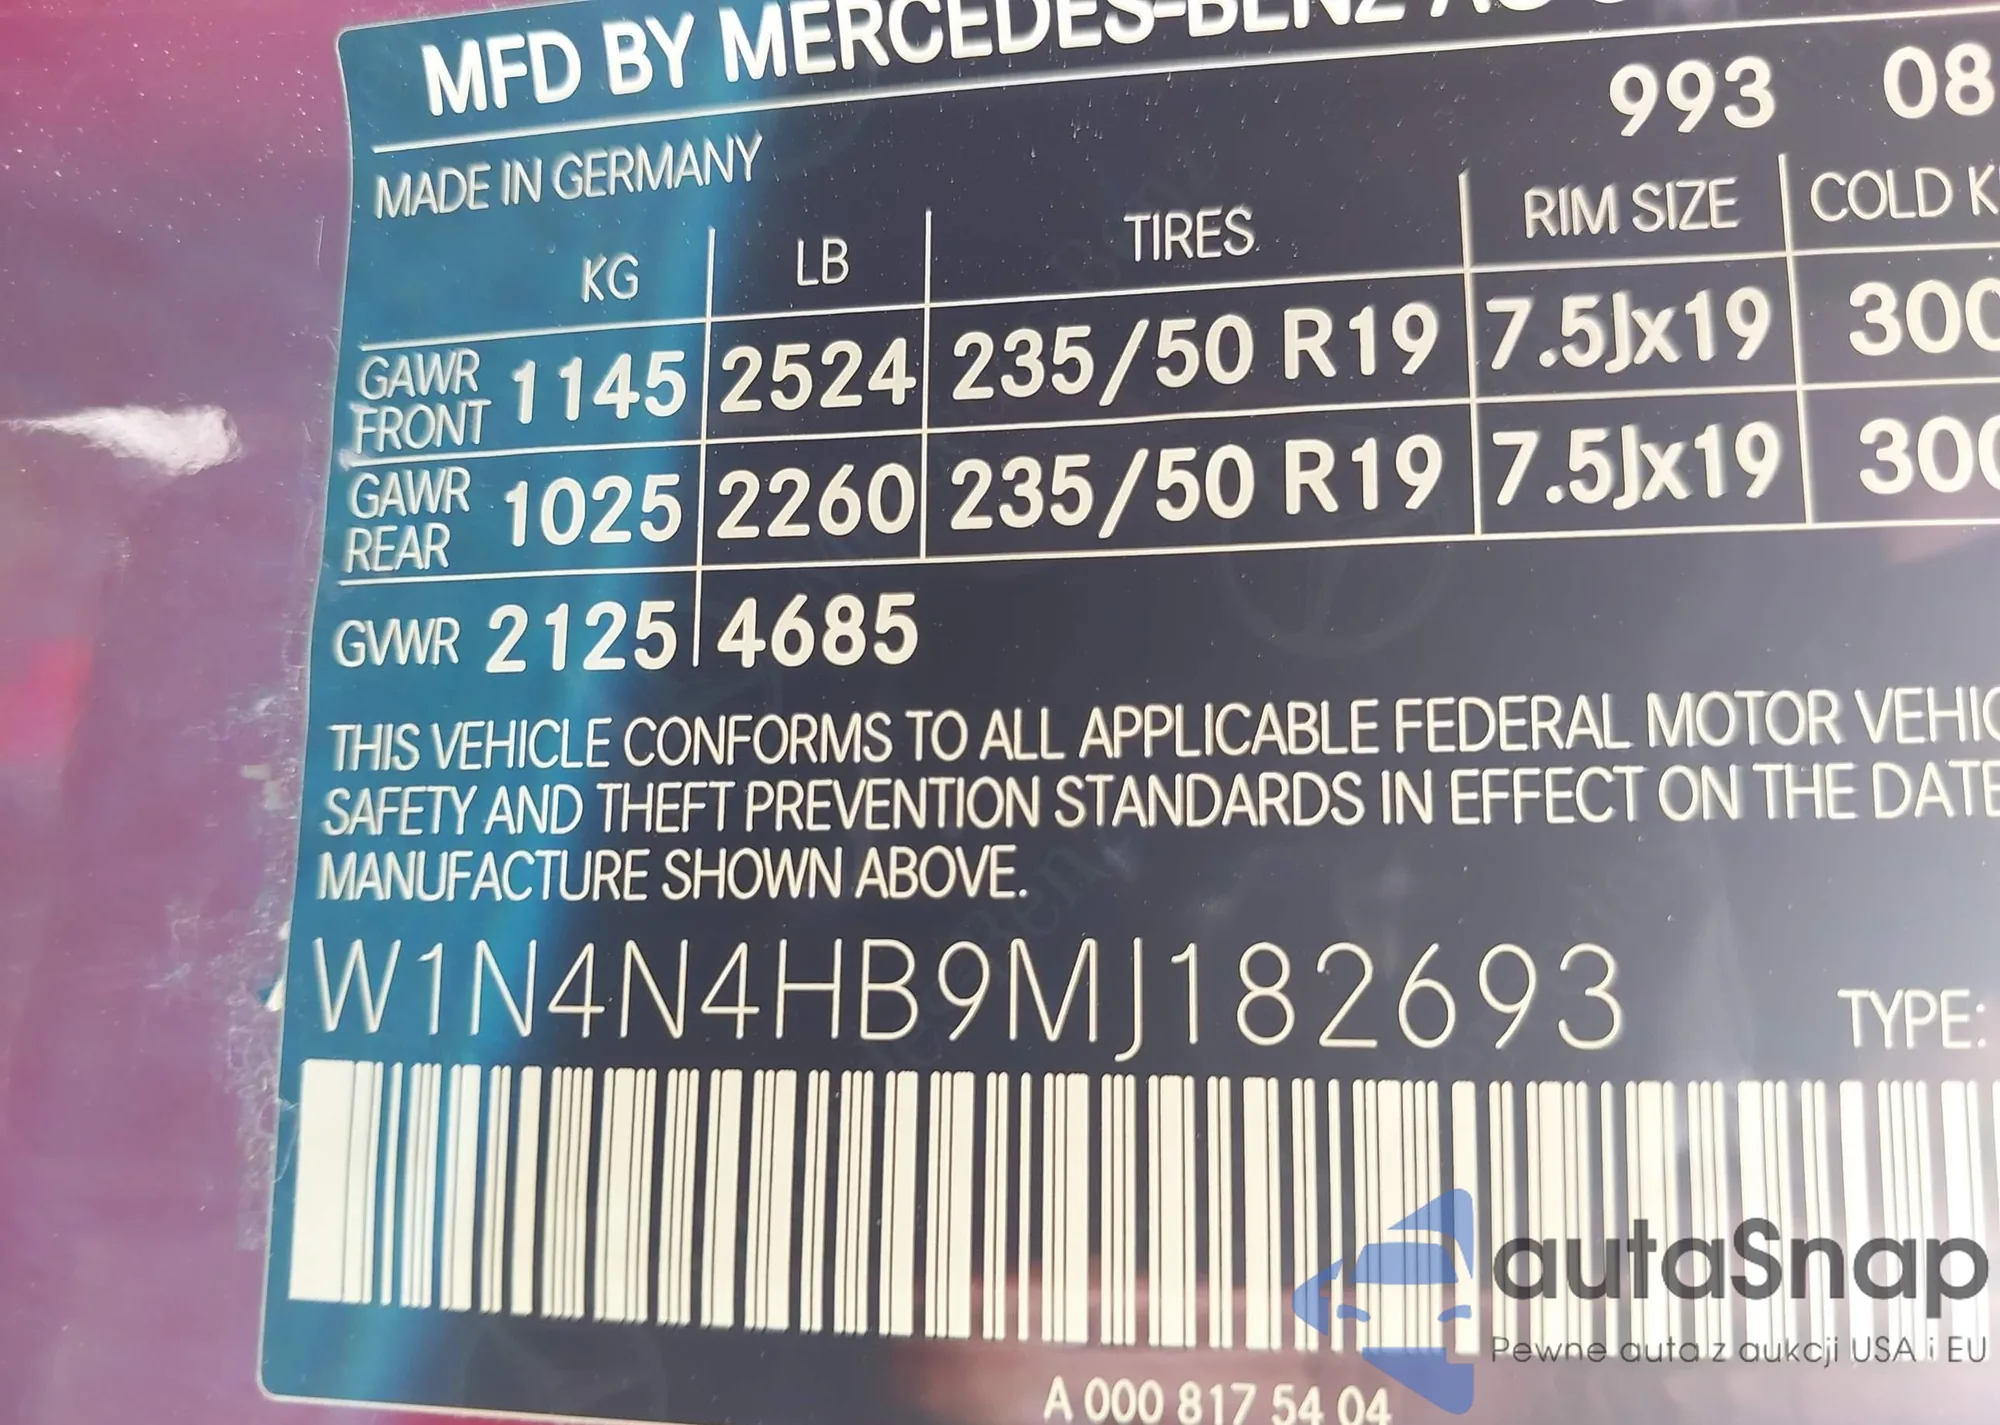 MFD BY MERCEDES-BENZ AG
993 08
MADE IN GERMANY
KG LB TIRES RIM SIZE COLD
GAWR FRONT 1145 2524 235/50 R19 7.5Jx19 300
GAWR REAR 1025 2260 235/50 R19 7.5Jx19 300
GVWR 2125 4685
THIS VEHICLE CONFORMS TO ALL APPLICABLE FEDERAL MOTOR VEHIC
SAFETY AND THEFT PREVENTION STANDARDS IN EFFECT ON THE DATE
MANUFACTURE SHOWN ABOVE.
W1N4N4HB9MJ182693
TYPE:
autaSnap
Pewne auta z aukcji USA i EU
A 000 817 54 04